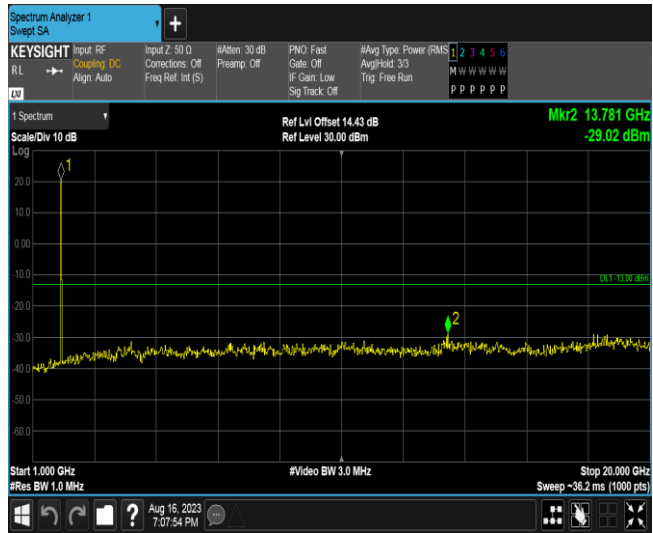 Spectrum Analyzer 1
Swept SA
+
KEYSIGHT Input: RF Input Z: 50 Ω #Atten: 30 dB PNO: Fast #Avg Type: Power (RMS 1 2 3 4 5 6
RL Coupling: DC Corrections: Off Preamp: Off Gate: Off Avg|Hold: 3/3 M W W W W W
Align: Auto Freq Ref: Int (S) IF Gain: Low Trig: Free Run
LXI Sig Track: Off P P P P P P
1 Spectrum Ref Lvl Offset 14.43 dB Mkr2 13.781 GHz
Scale/Div 10 dB Ref Level 30.00 dBm -29.02 dBm
Log
1
20.0
10.0
0.00
-10.0
DL1 -13.00 dBm
-20.0
2
-30.0
-40.0
-50.0
-60.0
Start 1.000 GHz #Video BW 3.0 MHz Stop 20.000 GHz
#Res BW 1.0 MHz Sweep ~36.2 ms (1000 pts)
? Aug 16, 2023
7:07:54 PM